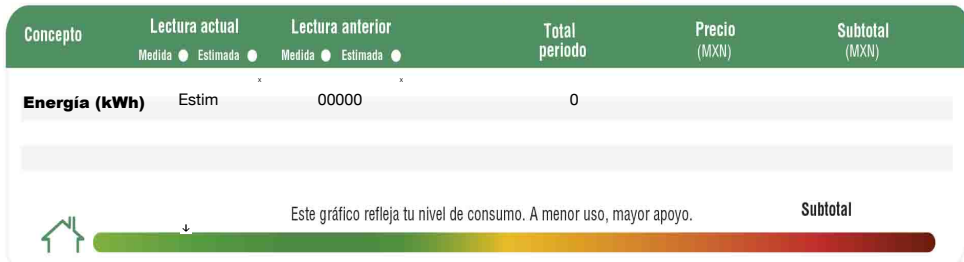 Concepto Lectura actual Lectura anterior Total periodo Precio (MXN) Subtotal (MXN)
Medida Estimada Medida Estimada
x x
Energía (kWh) Estim 00000 0
Este gráfico refleja tu nivel de consumo. A menor uso, mayor apoyo. Subtotal